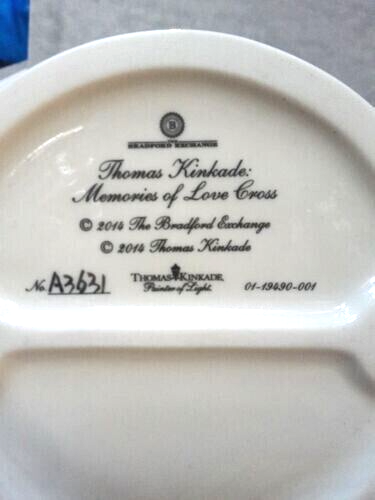 B
THE
BRADFORD EXCHANGE
Thomas Kinkade:
Memories of Love Cross
© 2014 The Bradford Exchange
© 2014 Thomas Kinkade
No. A3631
THOMAS KINKADE
Painter of Light
01-19490-001